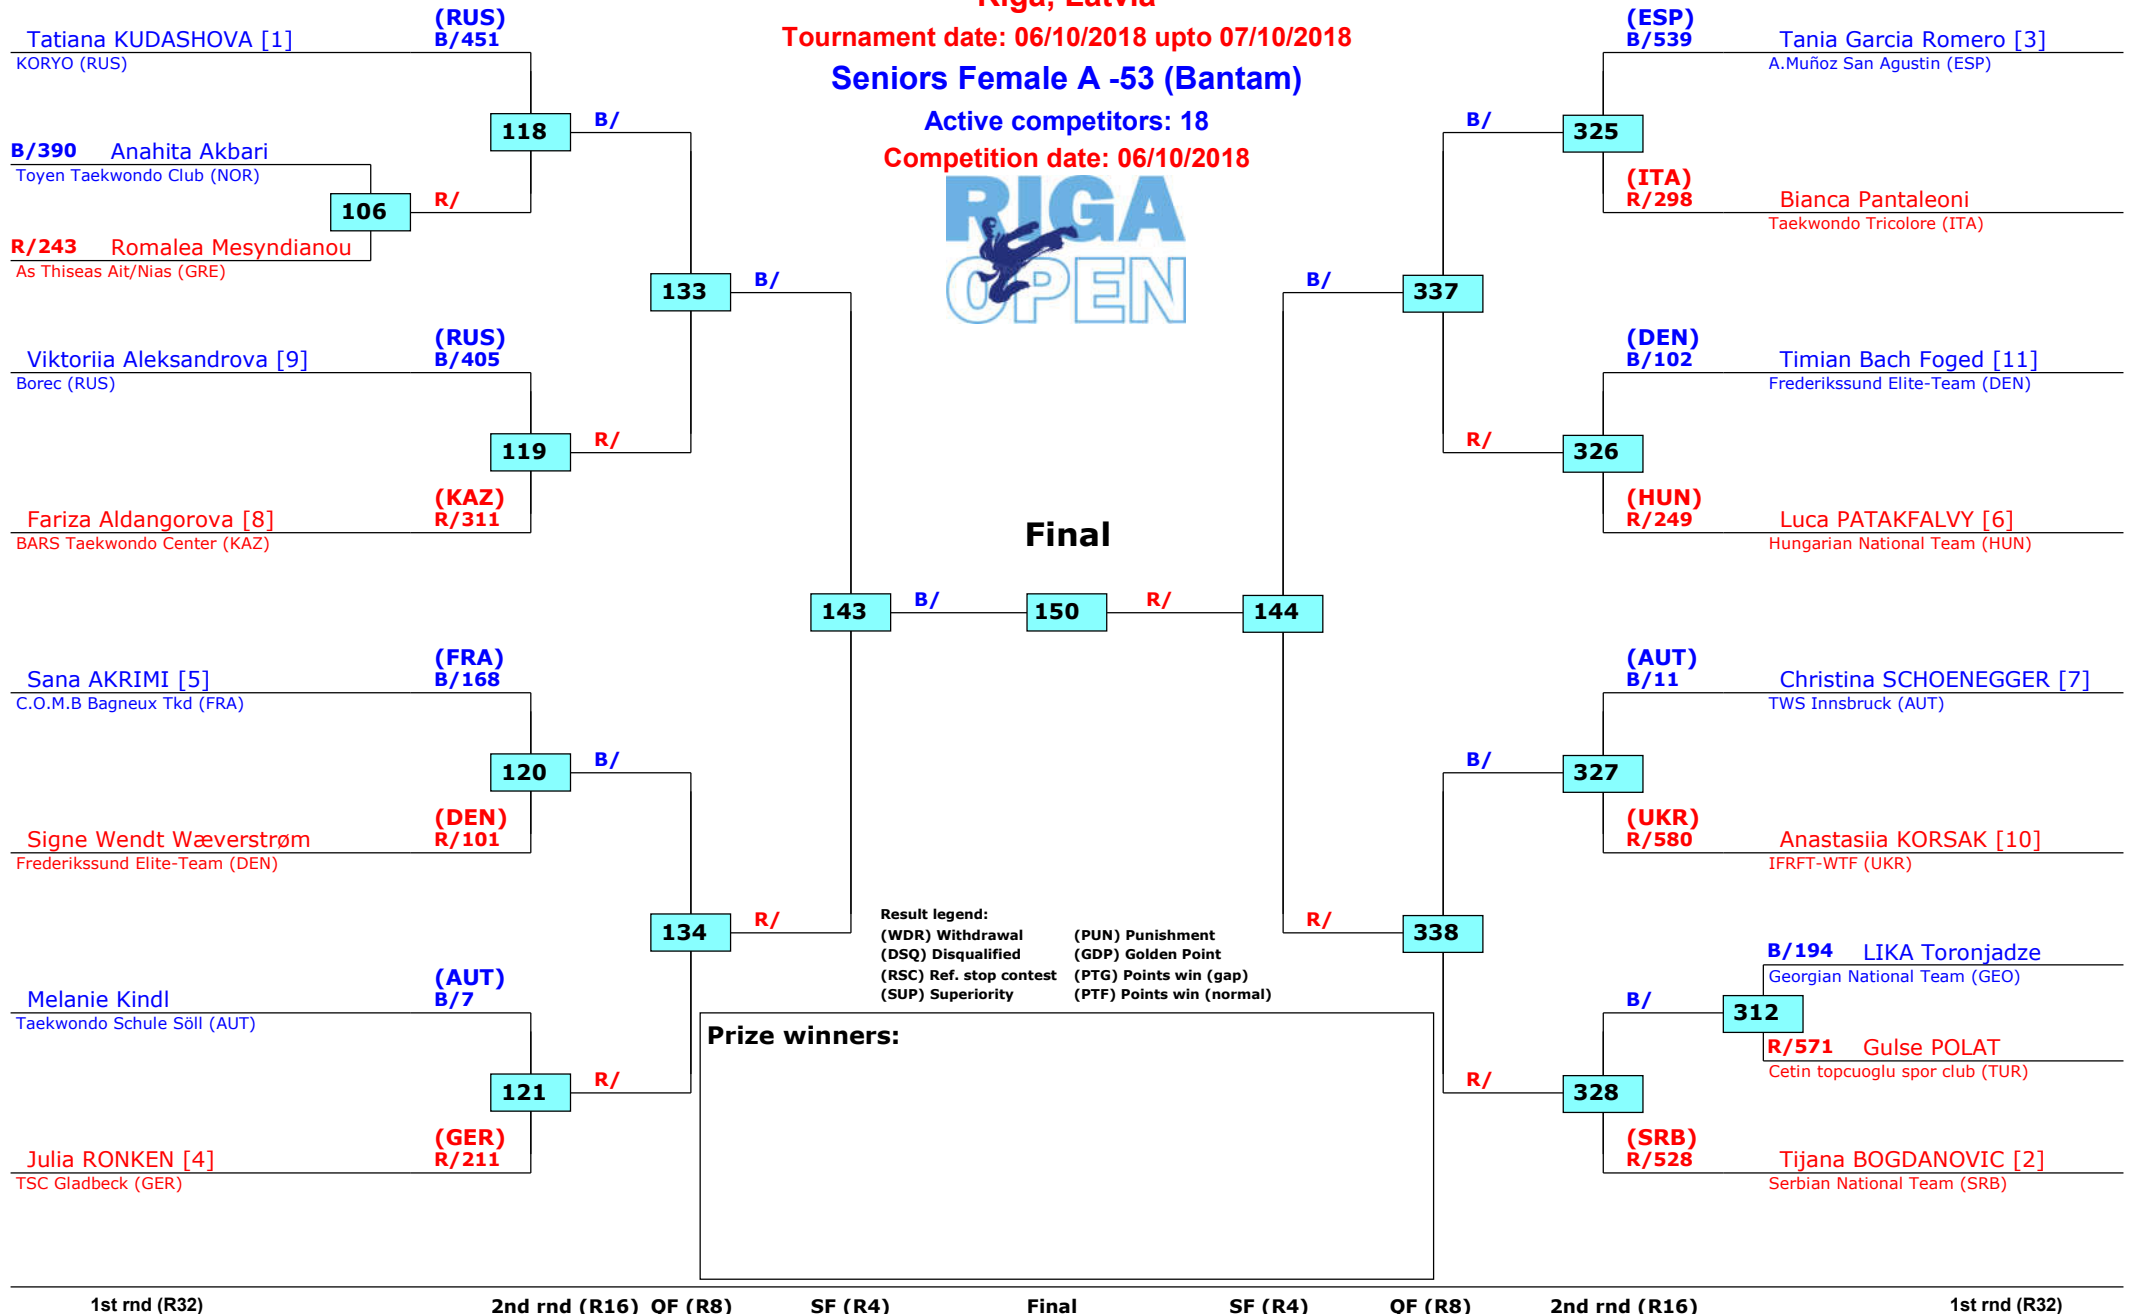 Riga, Latvia
Tournament date: 06/10/2018 upto 07/10/2018
Seniors Female A -53 (Bantam)
Active competitors: 18
Competition date: 06/10/2018
RIGA
OPEN
(RUS)
Tatiana KUDASHOVA [1] B/451
KORYO (RUS)
118
B/
B/390 Anahita Akbari
Toyen Taekwondo Club (NOR)
106
R/
R/243 Romalea Mesyndianou
As Thiseas Ait/Nias (GRE)
133
B/
(RUS)
Viktoriia Aleksandrova [9] B/405
Borec (RUS)
119
R/
(KAZ)
Fariza Aldangorova [8] R/311
BARS Taekwondo Center (KAZ)
Final
143
B/
150
R/
144
(FRA)
Sana AKRIMI [5] B/168
C.O.M.B Bagneux Tkd (FRA)
120
B/
(DEN)
Signe Wendt Wæverstrøm R/101
Frederikssund Elite-Team (DEN)
134
R/
(AUT)
Melanie Kindl B/7
Taekwondo Schule Söll (AUT)
121
R/
(GER)
Julia RONKEN [4] R/211
TSC Gladbeck (GER)
(ESP)
B/539 Tania Garcia Romero [3]
A.Muñoz San Agustin (ESP)
B/
325
(ITA)
R/298 Bianca Pantaleoni
Taekwondo Tricolore (ITA)
B/
337
(DEN)
B/102 Timian Bach Foged [11]
Frederikssund Elite-Team (DEN)
R/
326
(HUN)
R/249 Luca PATAKFALVY [6]
Hungarian National Team (HUN)
(AUT)
B/11 Christina SCHOENEGGER [7]
TWS Innsbruck (AUT)
B/
327
(UKR)
R/580 Anastasiia KORSAK [10]
IFRFT-WTF (UKR)
R/
338
B/194 LIKA Toronjadze
Georgian National Team (GEO)
B/
312
R/571 Gulse POLAT
Cetin topcuoglu spor club (TUR)
R/
328
(SRB)
R/528 Tijana BOGDANOVIC [2]
Serbian National Team (SRB)
Result legend:
(WDR) Withdrawal (PUN) Punishment
(DSQ) Disqualified (GDP) Golden Point
(RSC) Ref. stop contest (PTG) Points win (gap)
(SUP) Superiority (PTF) Points win (normal)
Prize winners:
1st rnd (R32) 2nd rnd (R16) QF (R8) SF (R4) Final SF (R4) QF (R8) 2nd rnd (R16) 1st rnd (R32)